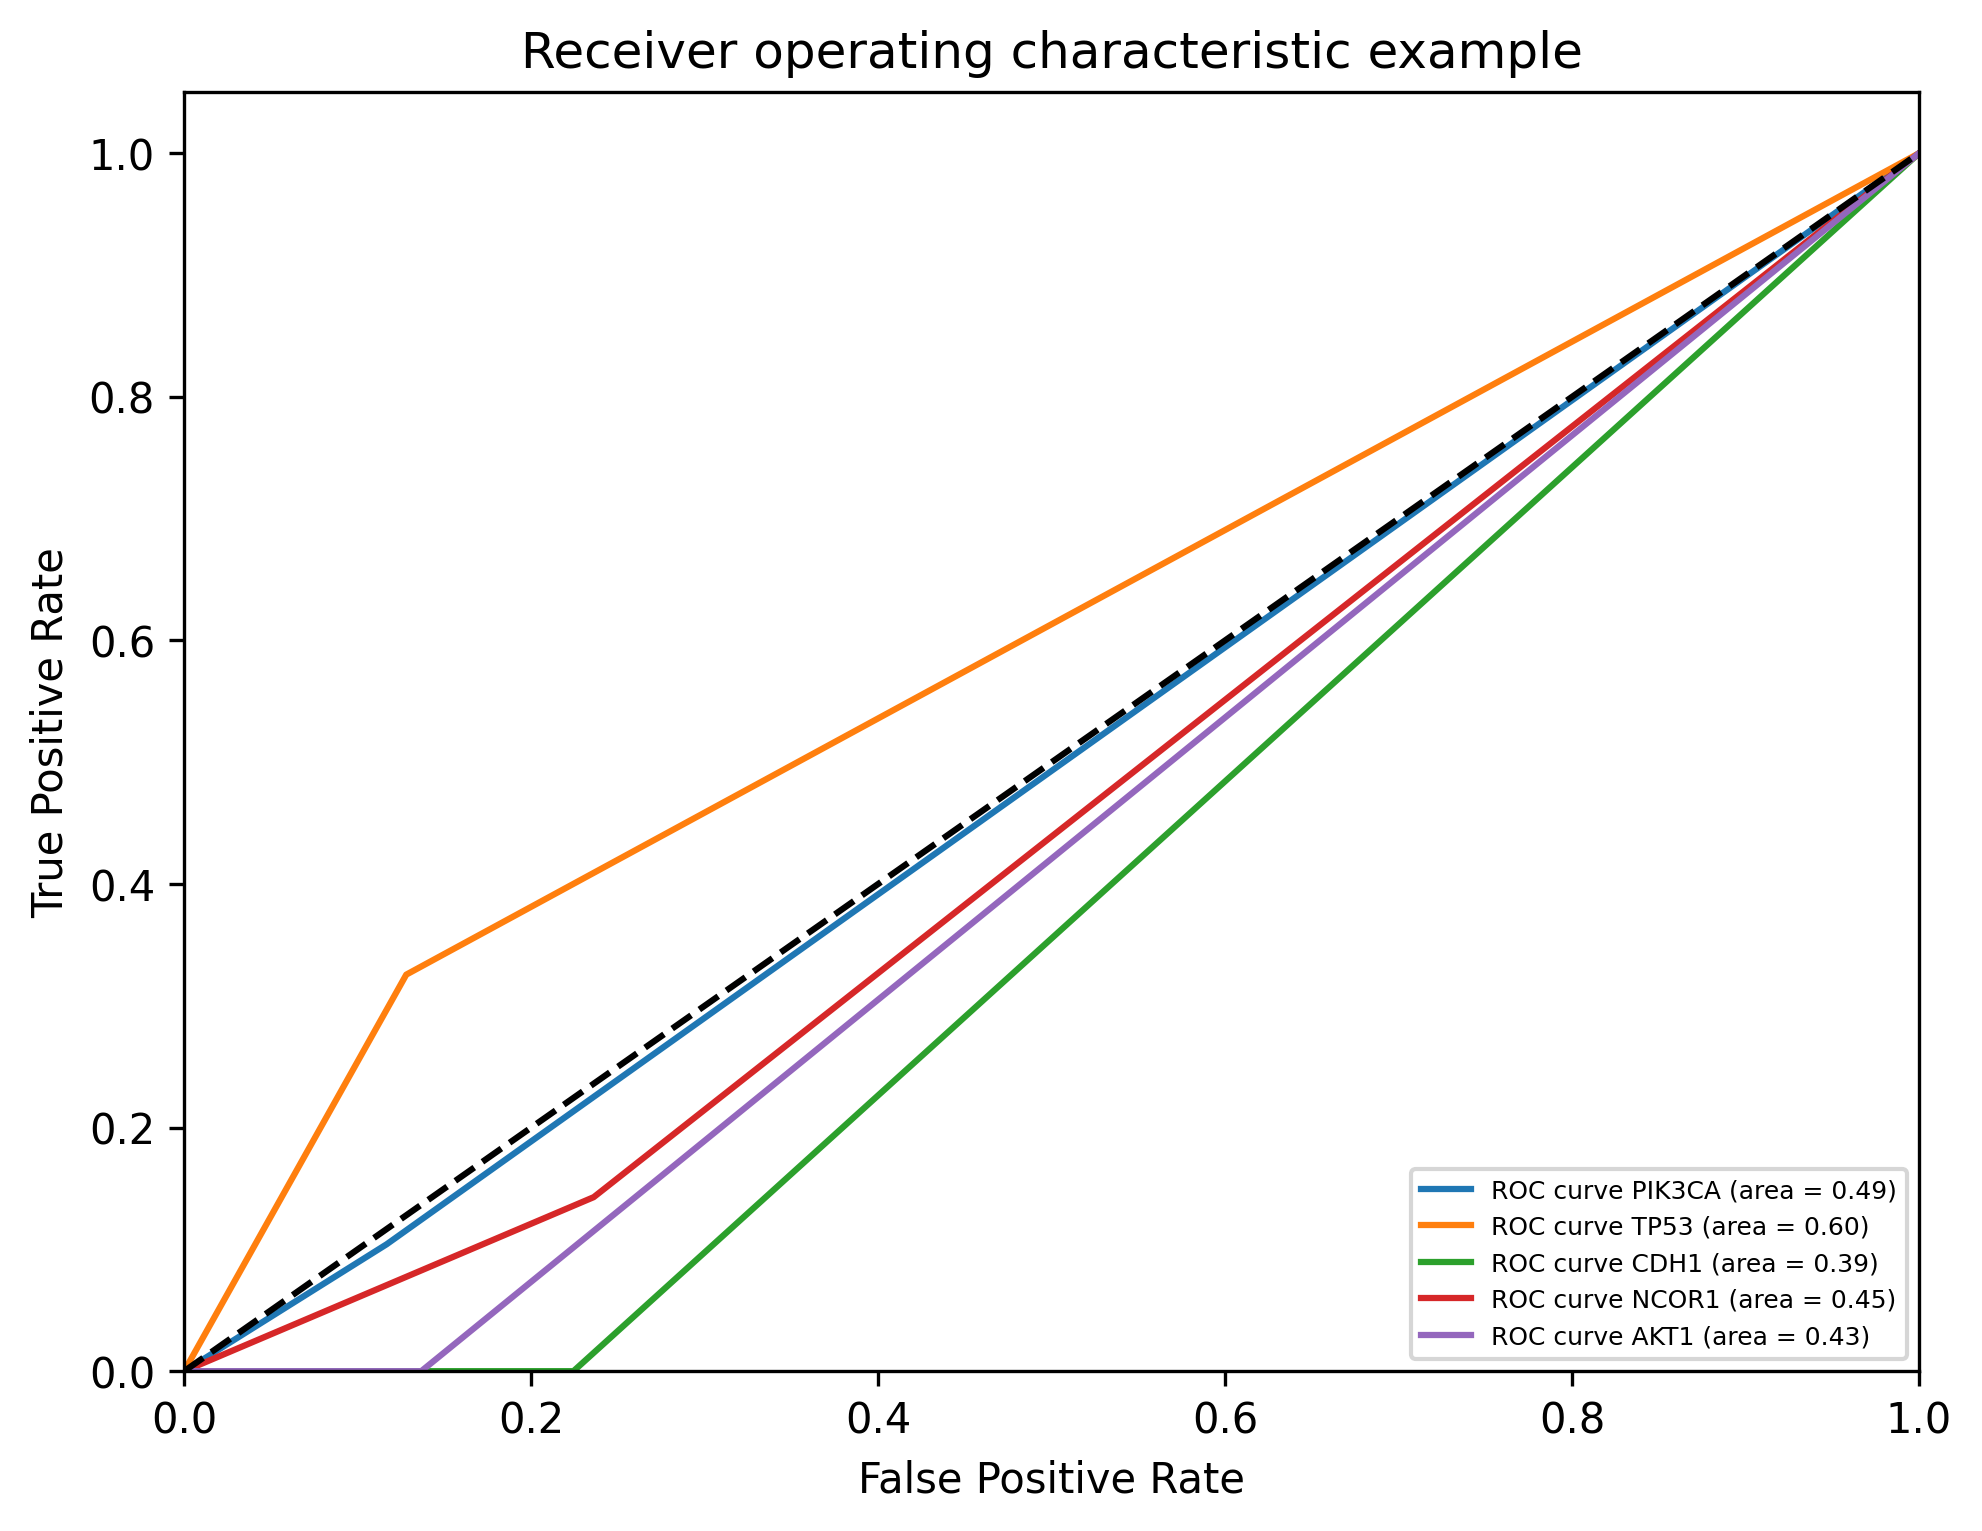 Receiver operating characteristic example
True Positive Rate
1.0
0.8
0.6
0.4
0.2
0.0
ROC curve PIK3CA (area = 0.49)
ROC curve TP53 (area = 0.60)
ROC curve CDH1 (area = 0.39)
ROC curve NCOR1 (area = 0.45)
ROC curve AKT1 (area = 0.43)
0.0 0.2 0.4 0.6 0.8 1.0
False Positive Rate